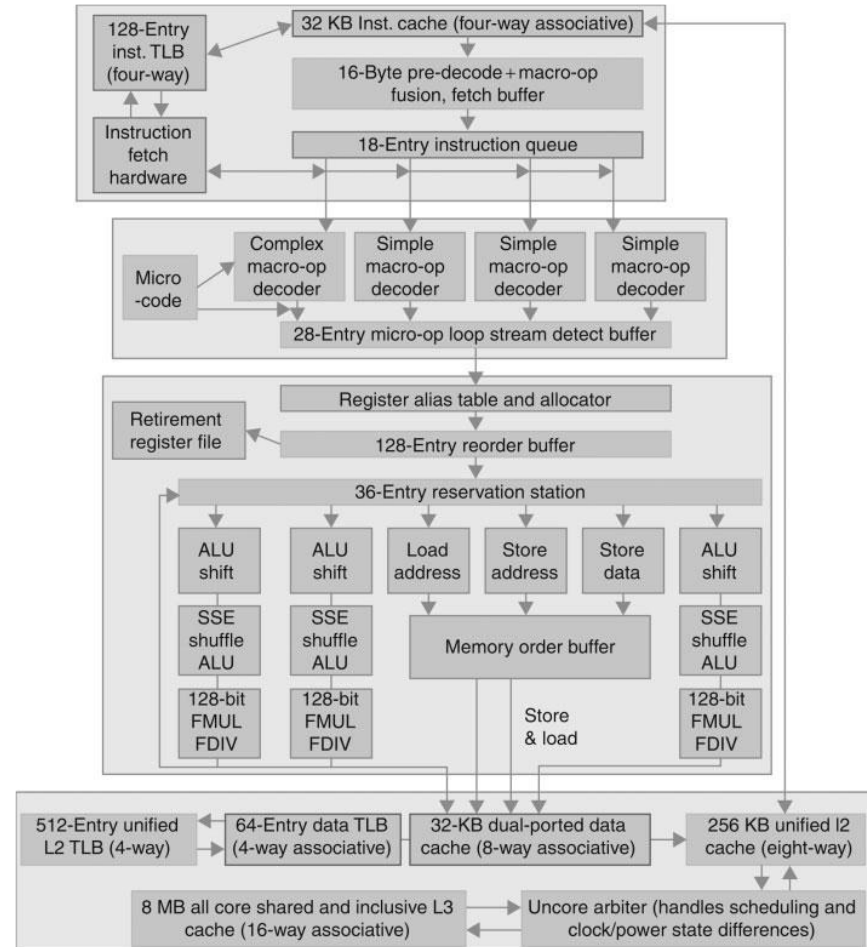 128-Entry
inst. TLB
(four-way)
32 KB Inst. cache (four-way associative)
16-Byte pre-decode+macro-op
fusion, fetch buffer
Instruction
fetch
hardware
18-Entry instruction queue
Micro
-code
Complex
macro-op
decoder
Simple
macro-op
decoder
Simple
macro-op
decoder
Simple
macro-op
decoder
28-Entry micro-op loop stream detect buffer
Register alias table and allocator
Retirement
register file
128-Entry reorder buffer
36-Entry reservation station
ALU
shift
ALU
shift
Load
address
Store
address
Store
data
ALU
shift
SSE
shuffle
ALU
SSE
shuffle
ALU
Memory order buffer
SSE
shuffle
ALU
128-bit
FMUL
FDIV
128-bit
FMUL
FDIV
Store
& load
128-bit
FMUL
FDIV
512-Entry unified
L2 TLB (4-way)
64-Entry data TLB
(4-way associative)
32-KB dual-ported data
cache (8-way associative)
256 KB unified l2
cache (eight-way)
8 MB all core shared and inclusive L3
cache (16-way associative)
Uncore arbiter (handles scheduling and
clock/power state differences)